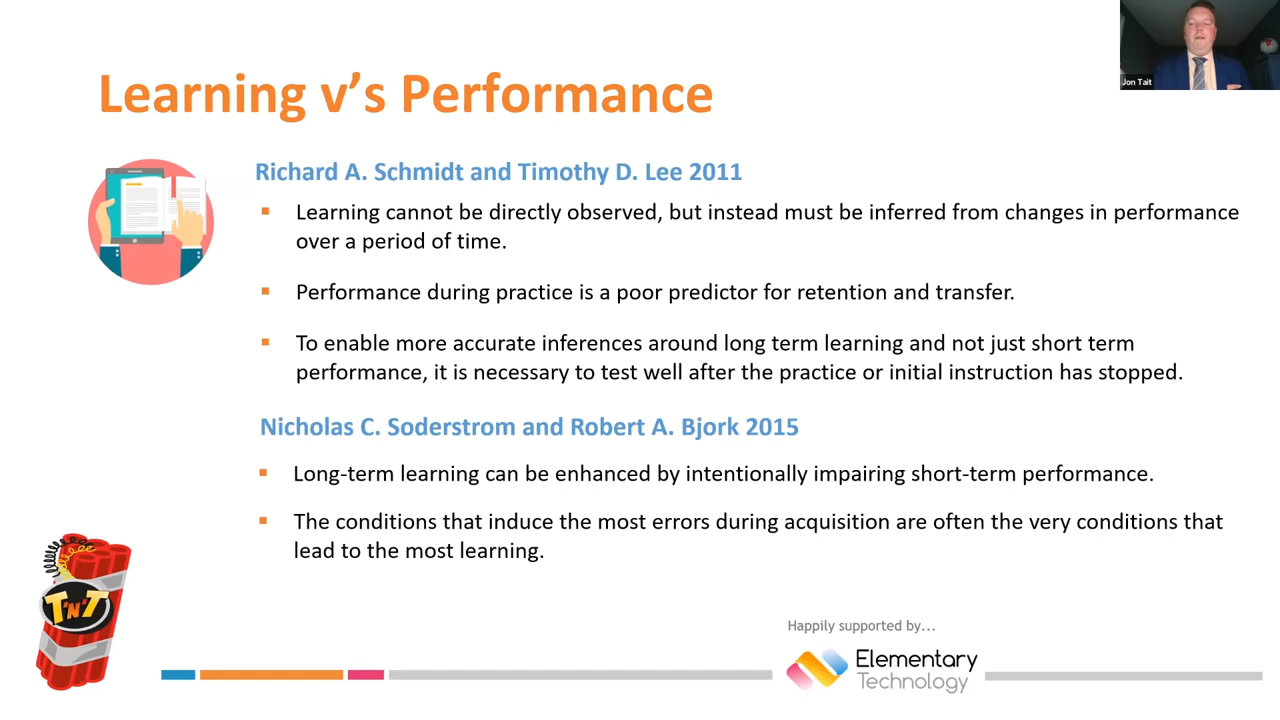 Jon Tait
Learning v's Performance
Richard A. Schmidt and Timothy D. Lee 2011
▪ Learning cannot be directly observed, but instead must be inferred from changes in performance
over a period of time.
▪ Performance during practice is a poor predictor for retention and transfer.
▪ To enable more accurate inferences around long term learning and not just short term
performance, it is necessary to test well after the practice or initial instruction has stopped.
Nicholas C. Soderstrom and Robert A. Bjork 2015
▪ Long-term learning can be enhanced by intentionally impairing short-term performance.
▪ The conditions that induce the most errors during acquisition are often the very conditions that
lead to the most learning.
T'N'T
Happily supported by...
Elementary
Technology